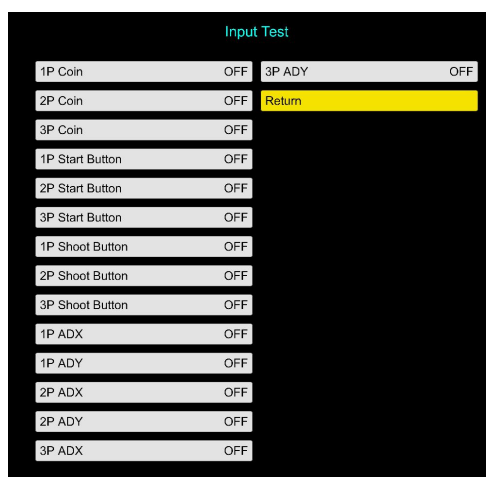 Input Test
1P Coin OFF
2P Coin OFF
3P Coin OFF
1P Start Button OFF
2P Start Button OFF
3P Start Button OFF
1P Shoot Button OFF
2P Shoot Button OFF
3P Shoot Button OFF
1P ADX OFF
1P ADY OFF
2P ADX OFF
2P ADY OFF
3P ADX OFF
3P ADY OFF
Return